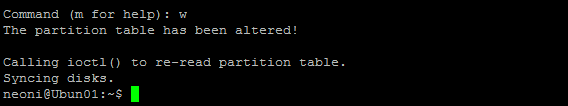 Command (m for help): w
The partition table has been altered!
Calling ioctl() to re-read partition table.
Syncing disks.
neoni@Ubun01:~$